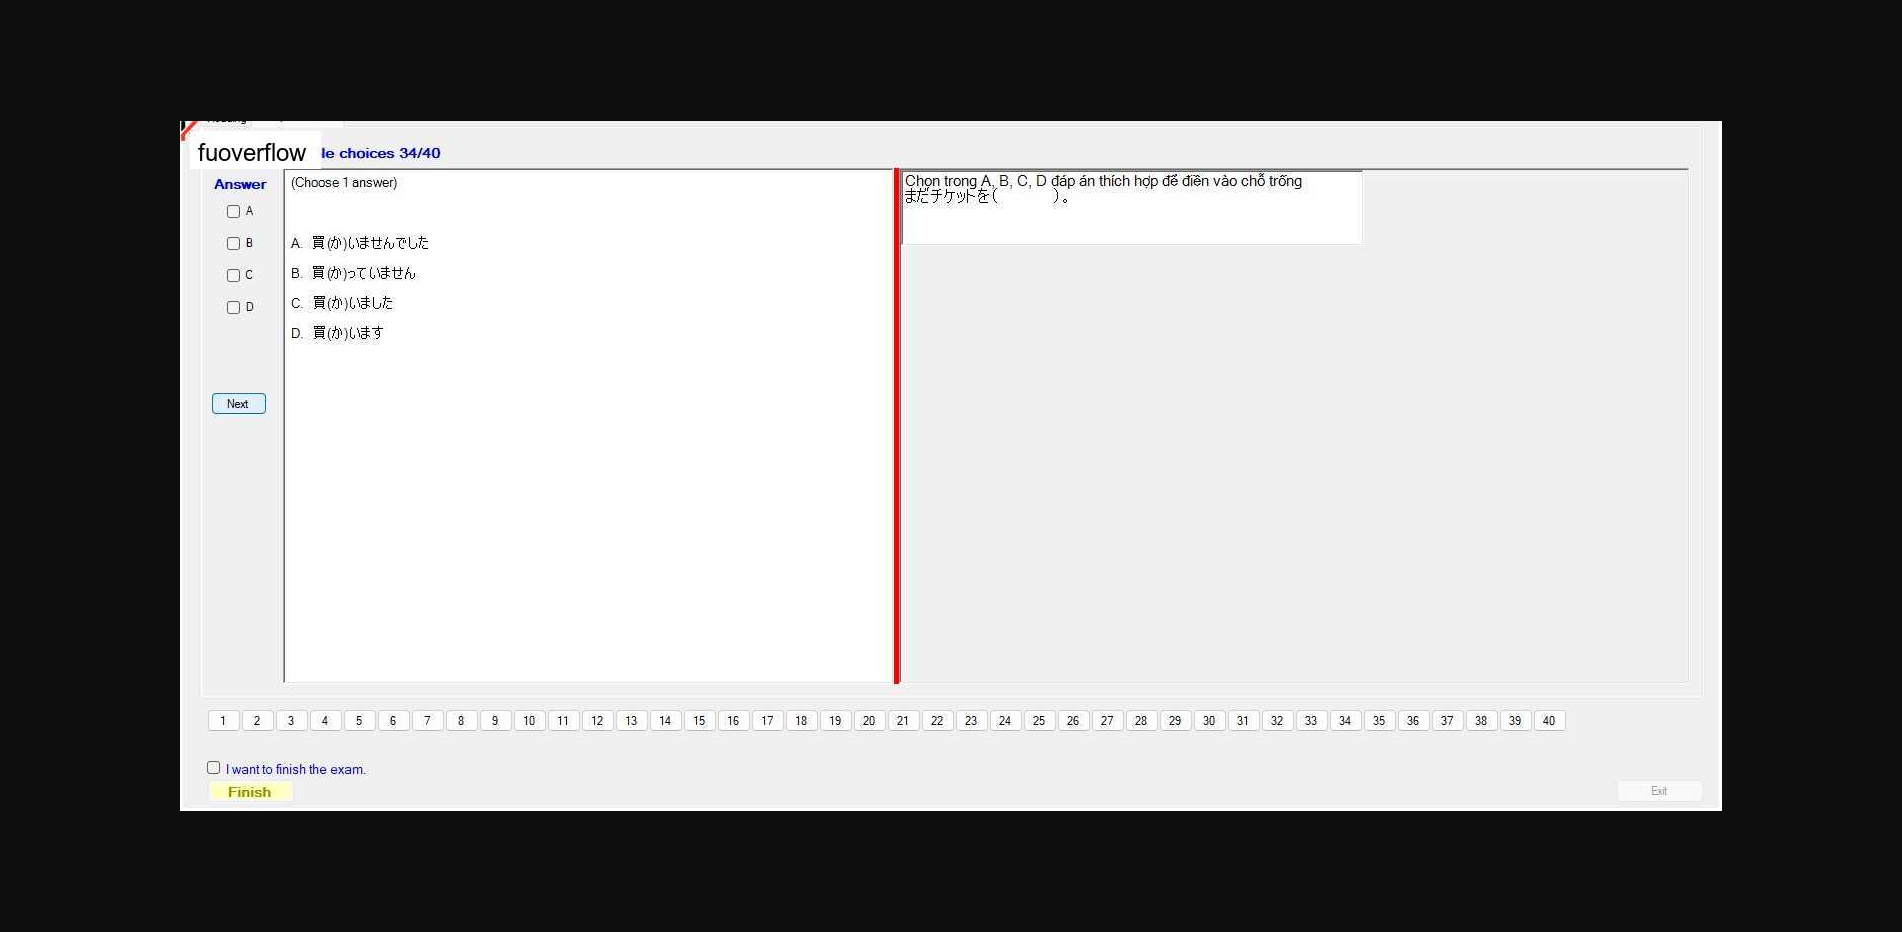 fuoverflow
le choices 34/40
Answer
A
B
C
D
Next
(Choose 1 answer)
A. 買(か)いませんでした
B. 買(か)っていません
C. 買(か)いました
D. 買(か)います
Chọn trong A, B, C, D đáp án thích hợp để điền vào chỗ trống
まだチケットを( )。
1 2 3 4 5 6 7 8 9 10 11 12 13 14 15 16 17 18 19 20 21 22 23 24 25 26 27 28 29 30 31 32 33 34 35 36 37 38 39 40
I want to finish the exam.
Finish
Exit